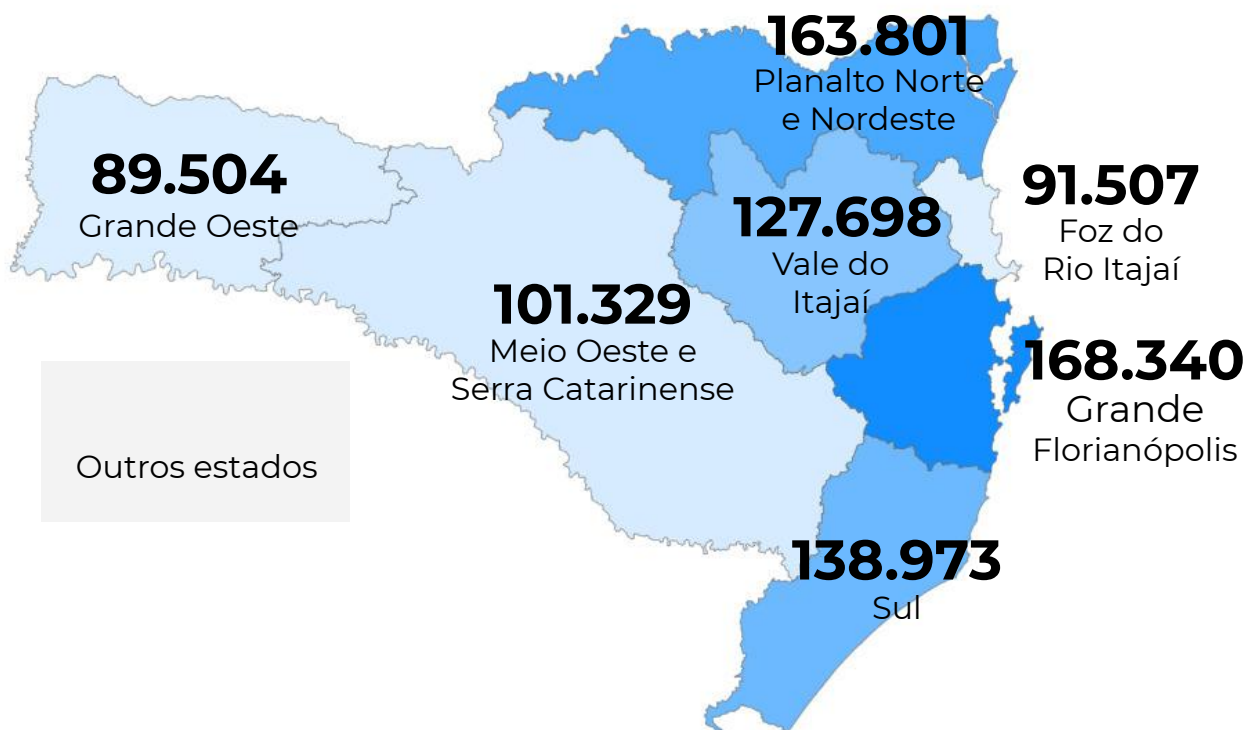 163.801
Planalto Norte
e Nordeste
89.504
Grande Oeste
91.507
Foz do
Rio Itajaí
127.698
Vale do
Itajaí
101.329
Meio Oeste e
Serra Catarinense
168.340
Grande
Florianópolis
Outros estados
138.973
Sul